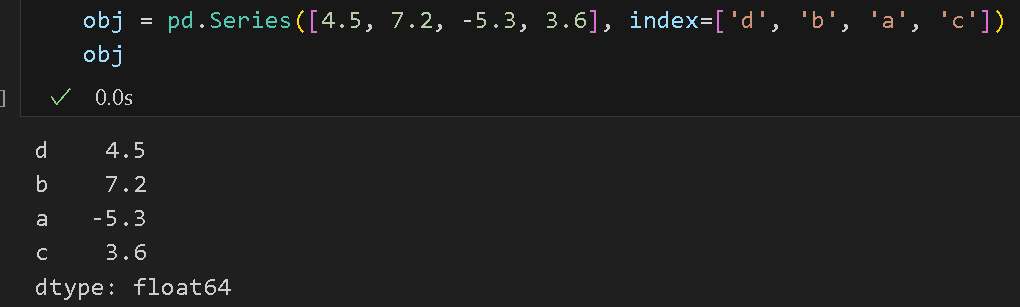 obj = pd.Series([4.5, 7.2, -5.3, 3.6], index=['d', 'b', 'a', 'c'])
obj
] ✓ 0.0s
d 4.5
b 7.2
a -5.3
c 3.6
dtype: float64